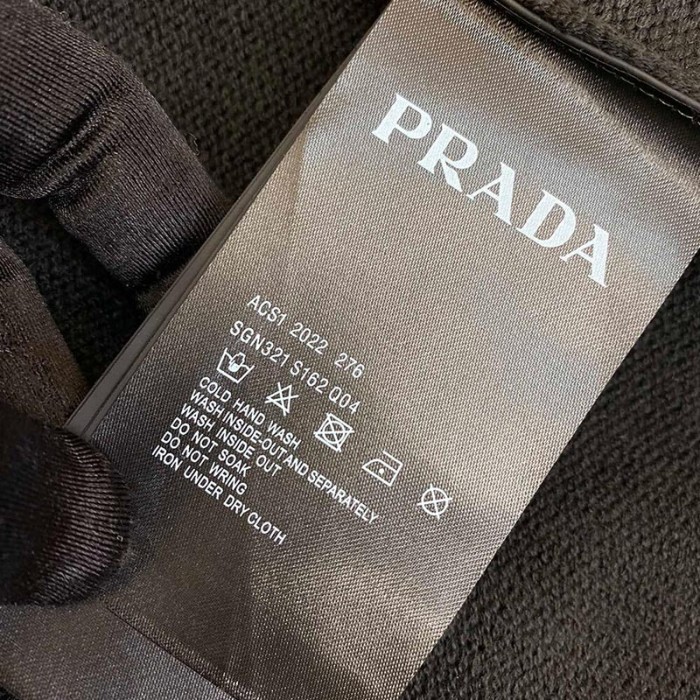 PRADA
ACS1 2022 276
SGN321 S162 Q04
COLD HAND WASH
WASH INSIDE-OUT AND SEPARATELY
WASH INSIDE OUT
DO NOT SOAK
DO NOT WRING
IRON UNDER DRY CLOTH